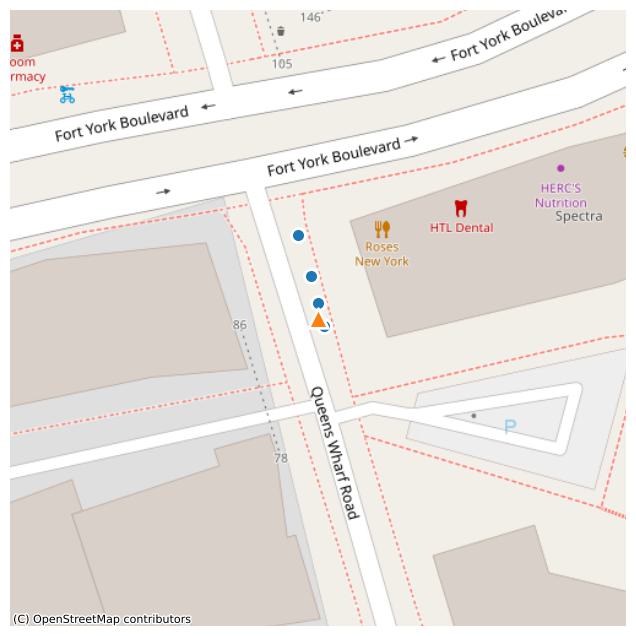 146
105
oom
rmacy
Fort York Boulevard
Fort York Boulevar
Fort York Boulevard
HERC'S
Nutrition
Spectra
HTL Dental
Roses
New York
86
Queens Wharf Road
P
78
(C) OpenStreetMap contributors